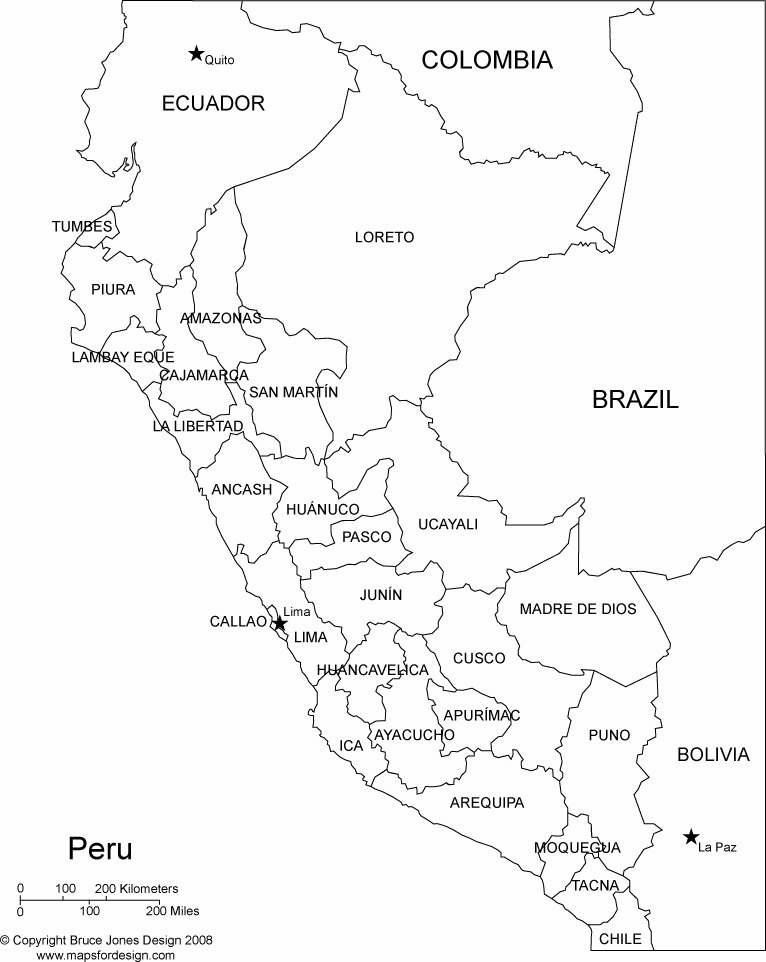 COLOMBIA
Quito
ECUADOR
TUMBES
LORETO
PIURA
AMAZONAS
LAMBAY EQUE
CAJAMARCA
SAN MARTÍN
BRAZIL
LA LIBERTAD
ANCASH
HUÁNUCO
UCAYALI
PASCO
JUNÍN
MADRE DE DIOS
Lima
CALLAO
LIMA
CUSCO
HUANCAVELICA
APURÍMAC
AYACUCHO
PUNO
ICA
BOLIVIA
AREQUIPA
Peru
MOQUEGUA
La Paz
TACNA
0 100 200 Kilometers
0 100 200 Miles
CHILE
© Copyright Bruce Jones Design 2008
www.mapsfordesign.com